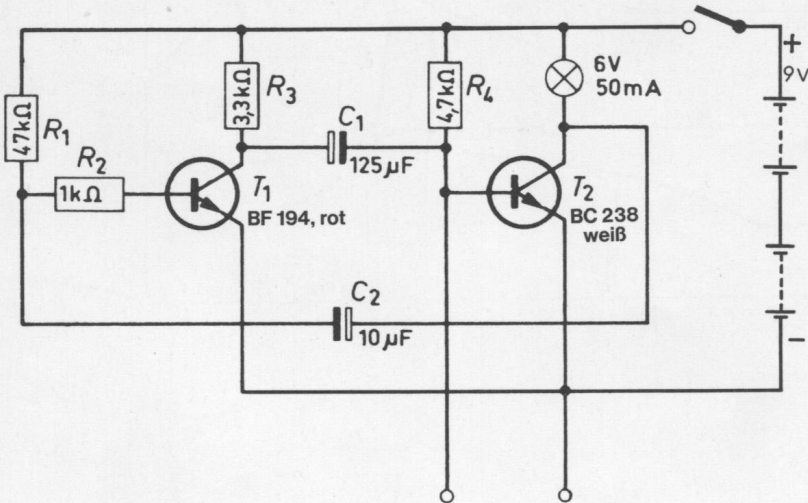 +
9V
6V
50mA
R₁
47kΩ
R₂
1kΩ
R₃
3,3kΩ
C₁
125µF
R₄
4,7kΩ
T₁
BF 194, rot
T₂
BC 238
weiß
C₂
10µF
-